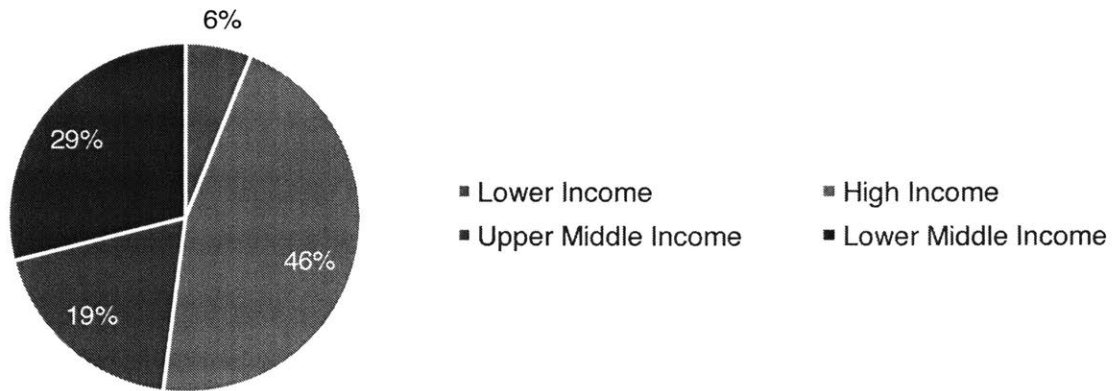 6%
29%
46%
19%
Lower Income
High Income
Upper Middle Income
Lower Middle Income